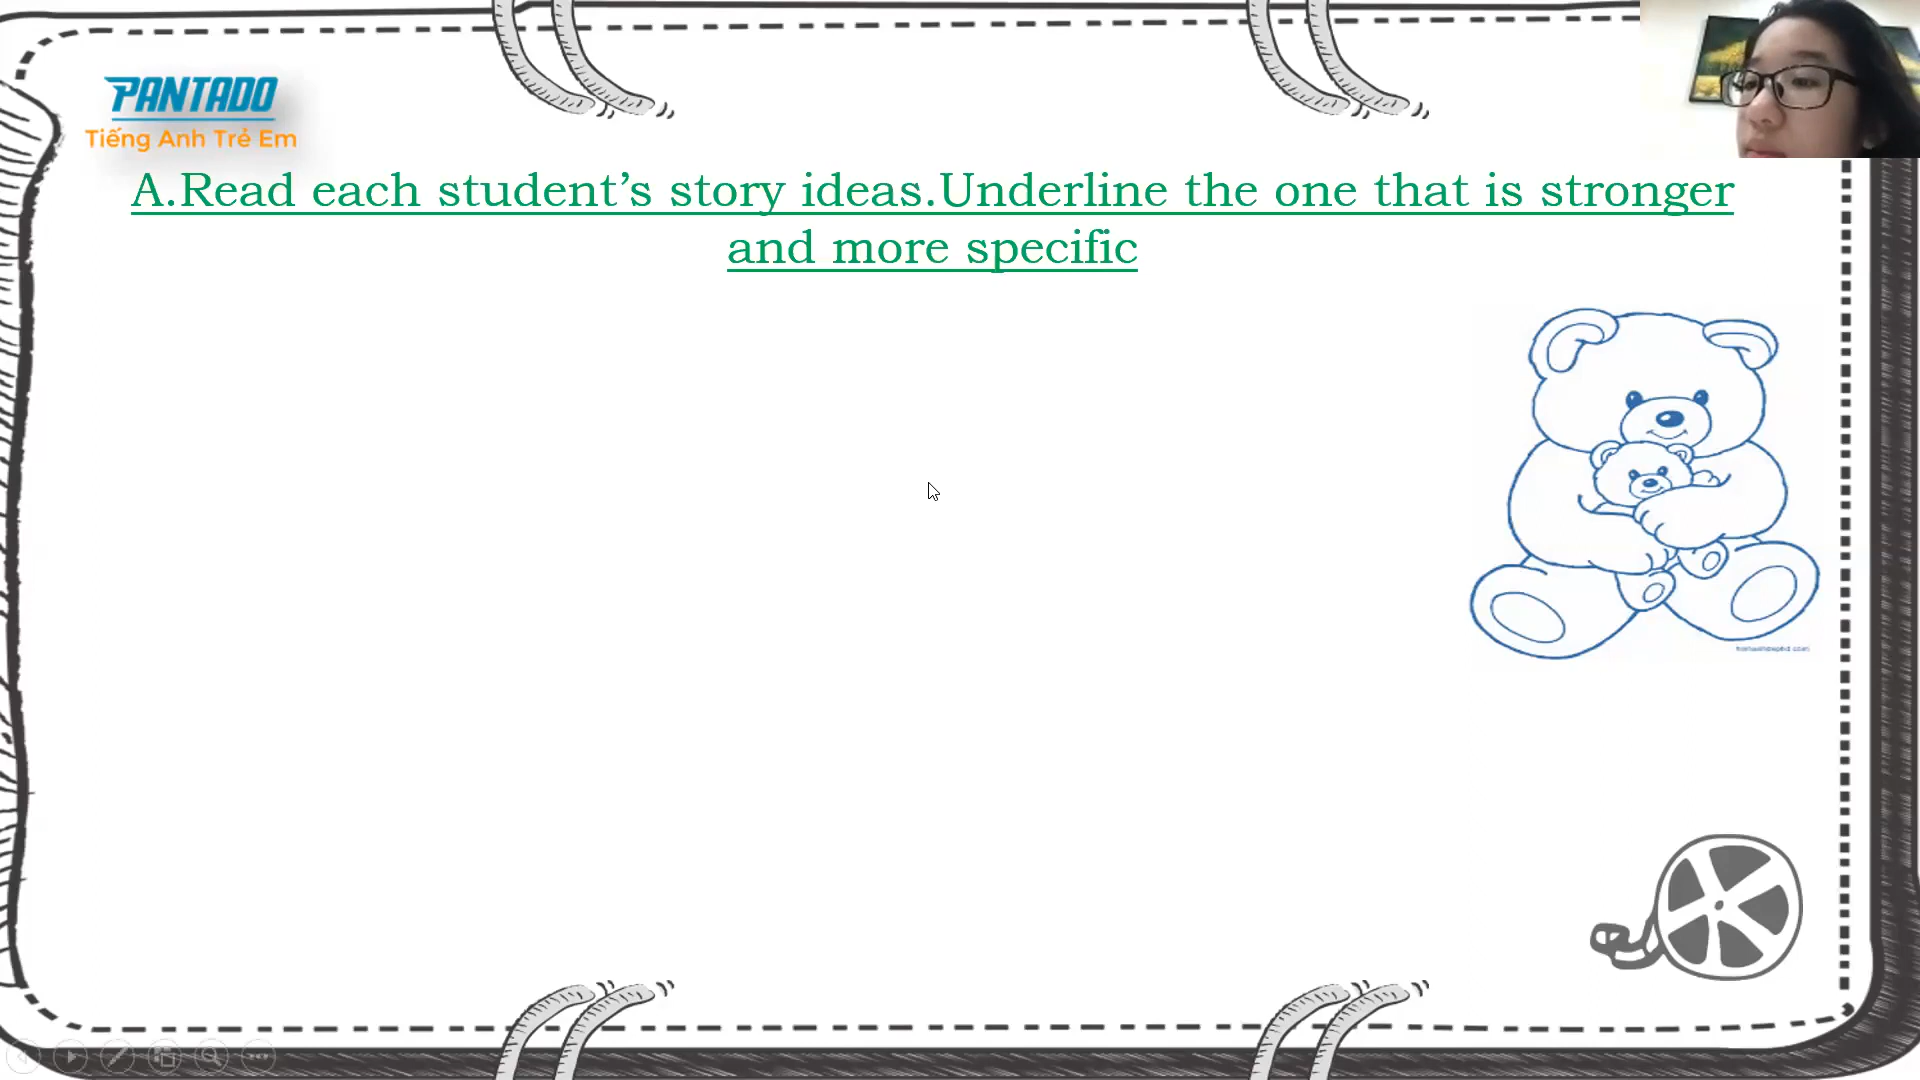 PANTADO
Tiếng Anh Trẻ Em
A.Read each student’s story ideas.Underline the one that is stronger
and more specific